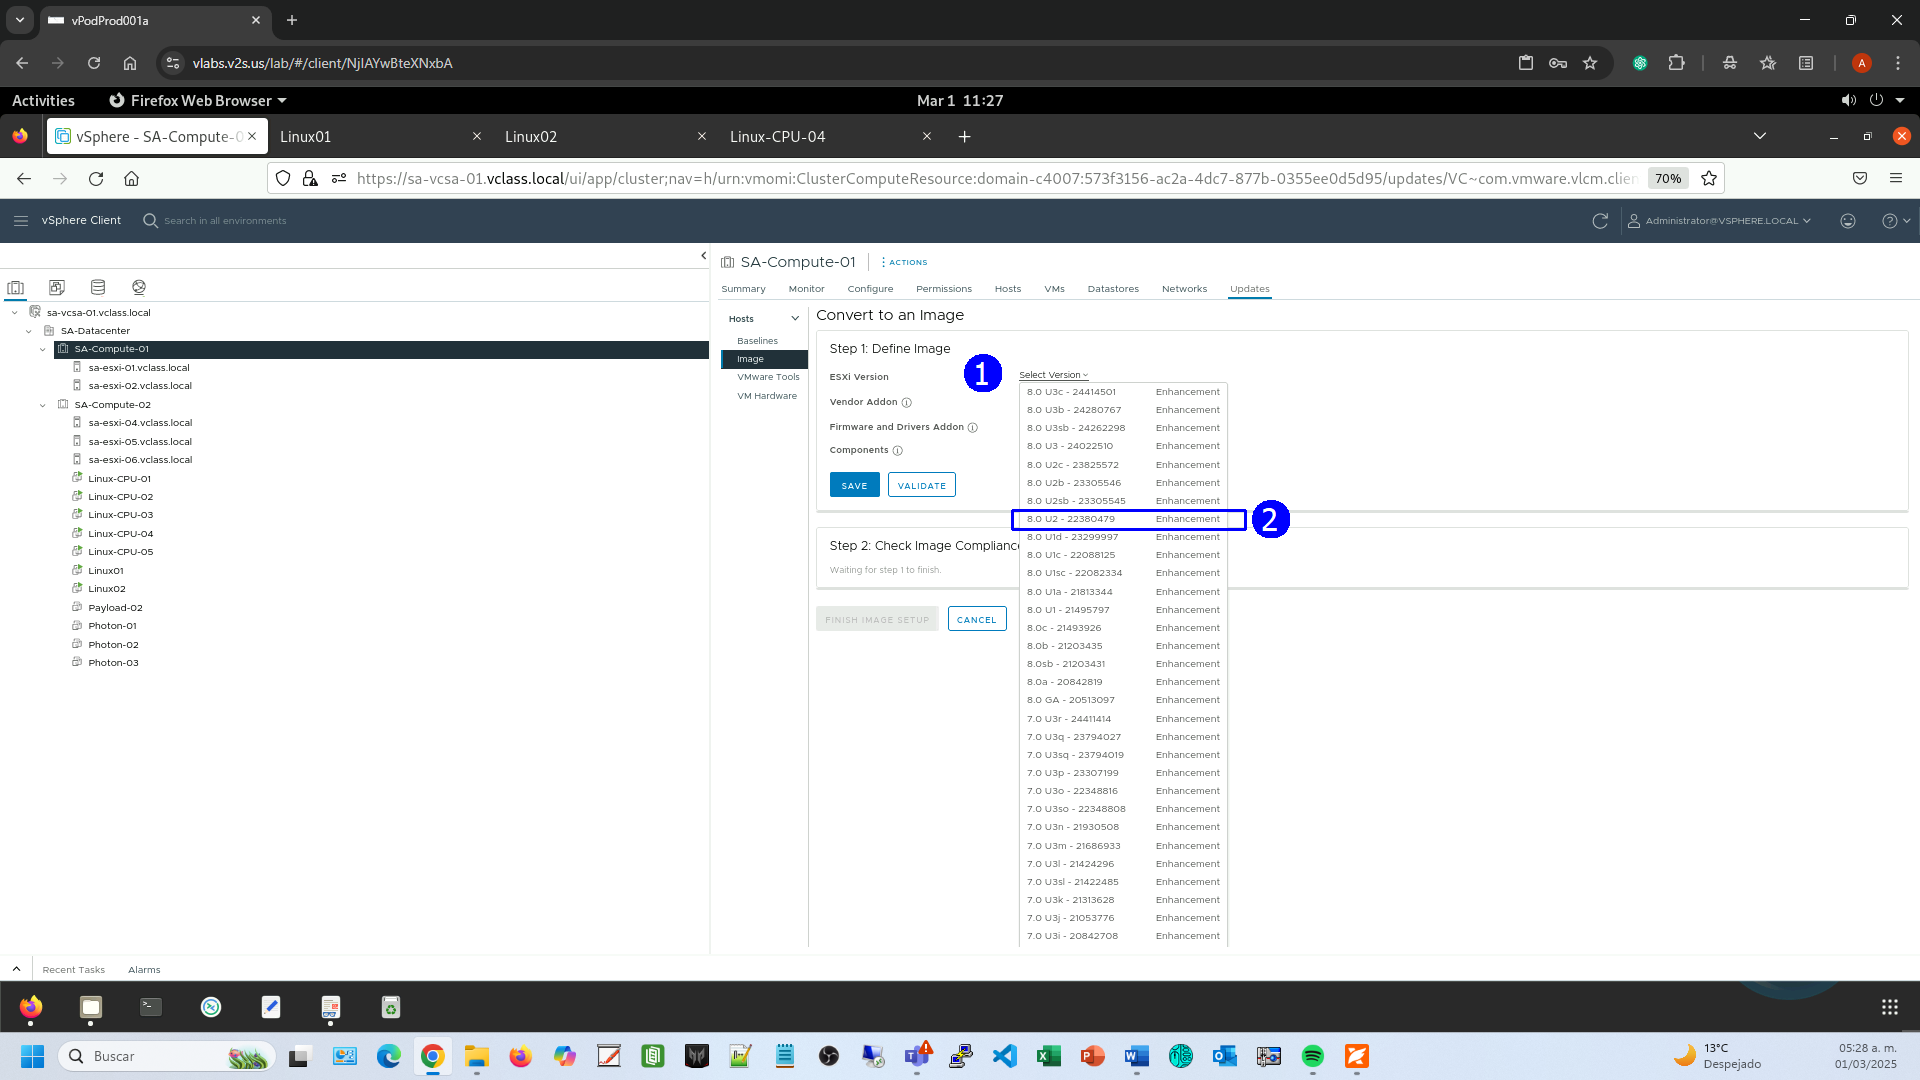 vPodProd001a
vlabs.v2s.us/lab/#/client/NjIAYwBteXNxbA
A
Activities
Firefox Web Browser
Mar 1 11:27
vSphere - SA-Compute-0
Linux01
Linux02
Linux-CPU-04
https://sa-vcsa-01.vclass.local/ui/app/cluster;nav=h/urn:vmomi:ClusterComputeResource:domain-c4007:573f3156-ac2a-4dc7-877b-0355ee0d5d95/updates/VC~com.vmware.vlcm.clien
70%
vSphere Client
Search in all environments
Administrator@VSPHERE.LOCAL
sa-vcsa-01.vclass.local
SA-Datacenter
SA-Compute-01
sa-esxi-01.vclass.local
sa-esxi-02.vclass.local
SA-Compute-02
sa-esxi-04.vclass.local
sa-esxi-05.vclass.local
sa-esxi-06.vclass.local
Linux-CPU-01
Linux-CPU-02
Linux-CPU-03
Linux-CPU-04
Linux-CPU-05
Linux01
Linux02
Payload-02
Photon-01
Photon-02
Photon-03
SA-Compute-01
ACTIONS
Summary Monitor Configure Permissions Hosts VMs Datastores Networks Updates
Hosts
Baselines
Image
VMware Tools
VM Hardware
Convert to an Image
Step 1: Define Image
ESXi Version
1
Select Version
Vendor Addon
Firmware and Drivers Addon
Components
SAVE
VALIDATE
Step 2: Check Image Compliance
Waiting for step 1 to finish.
FINISH IMAGE SETUP
CANCEL
8.0 U3c - 24414501 Enhancement
8.0 U3b - 24280767 Enhancement
8.0 U3sb - 24262298 Enhancement
8.0 U3 - 24022510 Enhancement
8.0 U2c - 23825572 Enhancement
8.0 U2b - 23305546 Enhancement
8.0 U2sb - 23305545 Enhancement
8.0 U2 - 22380479 Enhancement
2
8.0 U1d - 23299997 Enhancement
8.0 U1c - 22088125 Enhancement
8.0 U1sc - 22082334 Enhancement
8.0 U1a - 21813344 Enhancement
8.0 U1 - 21495797 Enhancement
8.0c - 21493926 Enhancement
8.0b - 21203435 Enhancement
8.0sb - 21203431 Enhancement
8.0a - 20842819 Enhancement
8.0 GA - 20513097 Enhancement
7.0 U3r - 24411414 Enhancement
7.0 U3q - 23794027 Enhancement
7.0 U3sq - 23794019 Enhancement
7.0 U3p - 23307199 Enhancement
7.0 U3o - 22348816 Enhancement
7.0 U3so - 22348808 Enhancement
7.0 U3n - 21930508 Enhancement
7.0 U3m - 21686933 Enhancement
7.0 U3l - 21424296 Enhancement
7.0 U3sl - 21422485 Enhancement
7.0 U3k - 21313628 Enhancement
7.0 U3j - 21053776 Enhancement
7.0 U3i - 20842708 Enhancement
Recent Tasks
Alarms
Buscar
13°C
Despejado
05:28 a. m.
01/03/2025